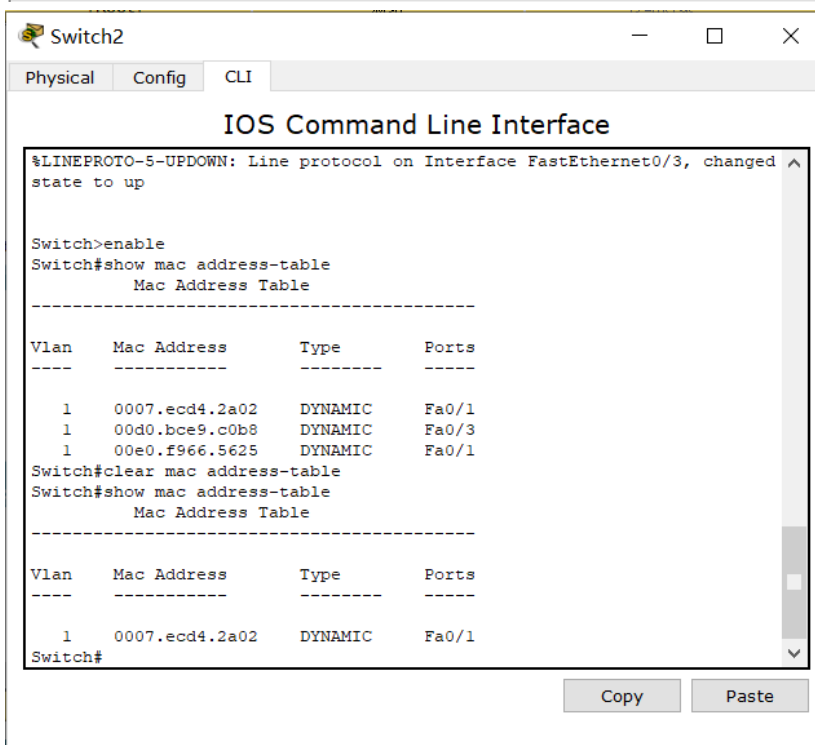 Switch2
Physical Config CLI
IOS Command Line Interface
%LINEPROTO-5-UPDOWN: Line protocol on Interface FastEthernet0/3, changed
state to up
Switch>enable
Switch#show mac address-table
Mac Address Table
-------------------------------------------
Vlan Mac Address Type Ports
---- ----------- -------- -----
1 0007.ecd4.2a02 DYNAMIC Fa0/1
1 00d0.bce9.c0b8 DYNAMIC Fa0/3
1 00e0.f966.5625 DYNAMIC Fa0/1
Switch#clear mac address-table
Switch#show mac address-table
Mac Address Table
-------------------------------------------
Vlan Mac Address Type Ports
---- ----------- -------- -----
1 0007.ecd4.2a02 DYNAMIC Fa0/1
Switch#
Copy Paste